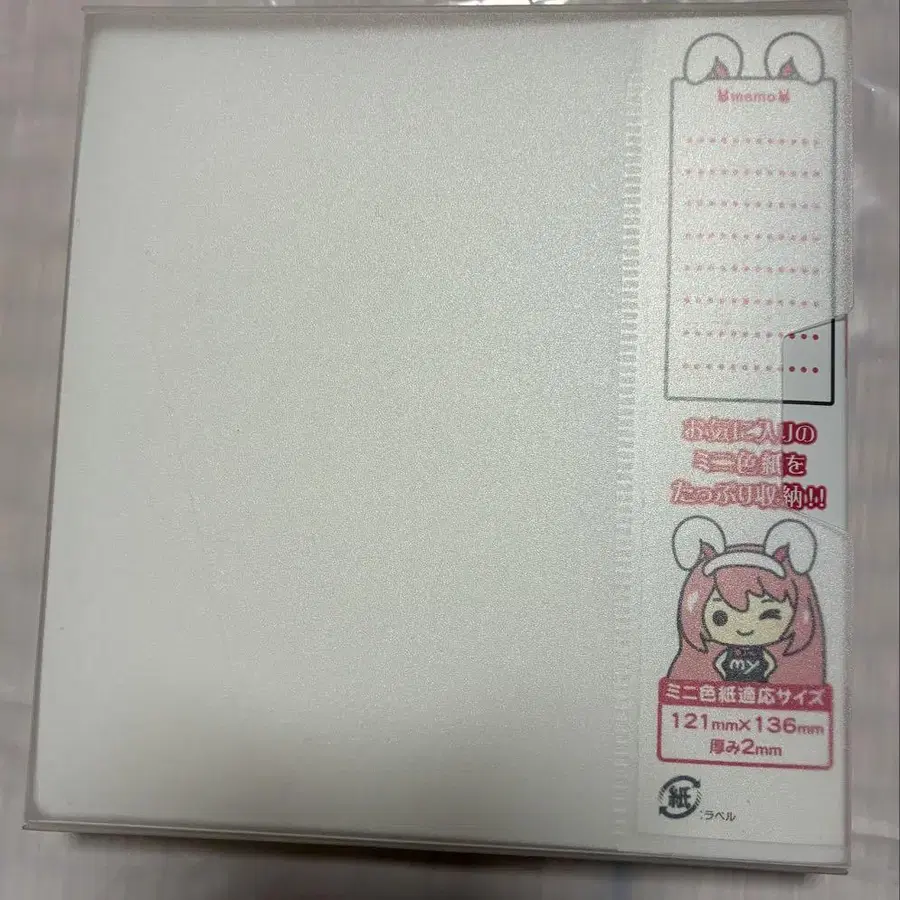 memo
お気に入りの
ミニ色紙を
たっぷり収納!!
my
ミニ色紙適応サイズ
121mm×136mm
厚み2mm
紙
:ラベル